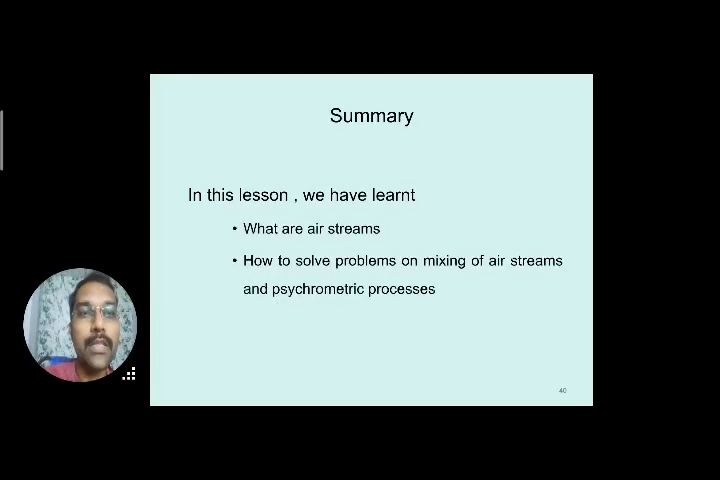 Summary
In this lesson , we have learnt
• What are air streams
• How to solve problems on mixing of air streams
and psychrometric processes
40